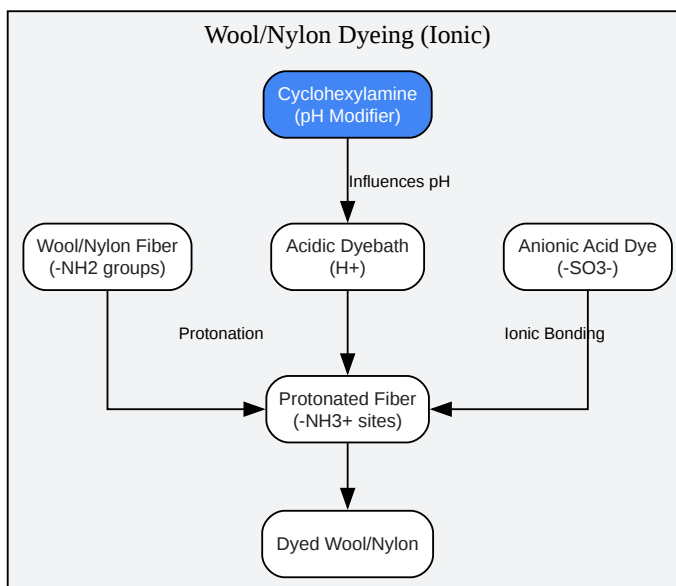 Wool/Nylon Dyeing (Ionic)
Cyclohexylamine
(pH Modifier)
Influences pH
Wool/Nylon Fiber
(-NH2 groups)
Acidic Dyebath
(H+)
Anionic Acid Dye
(-SO3-)
Protonation
Ionic Bonding
Protonated Fiber
(-NH3+ sites)
Dyed Wool/Nylon